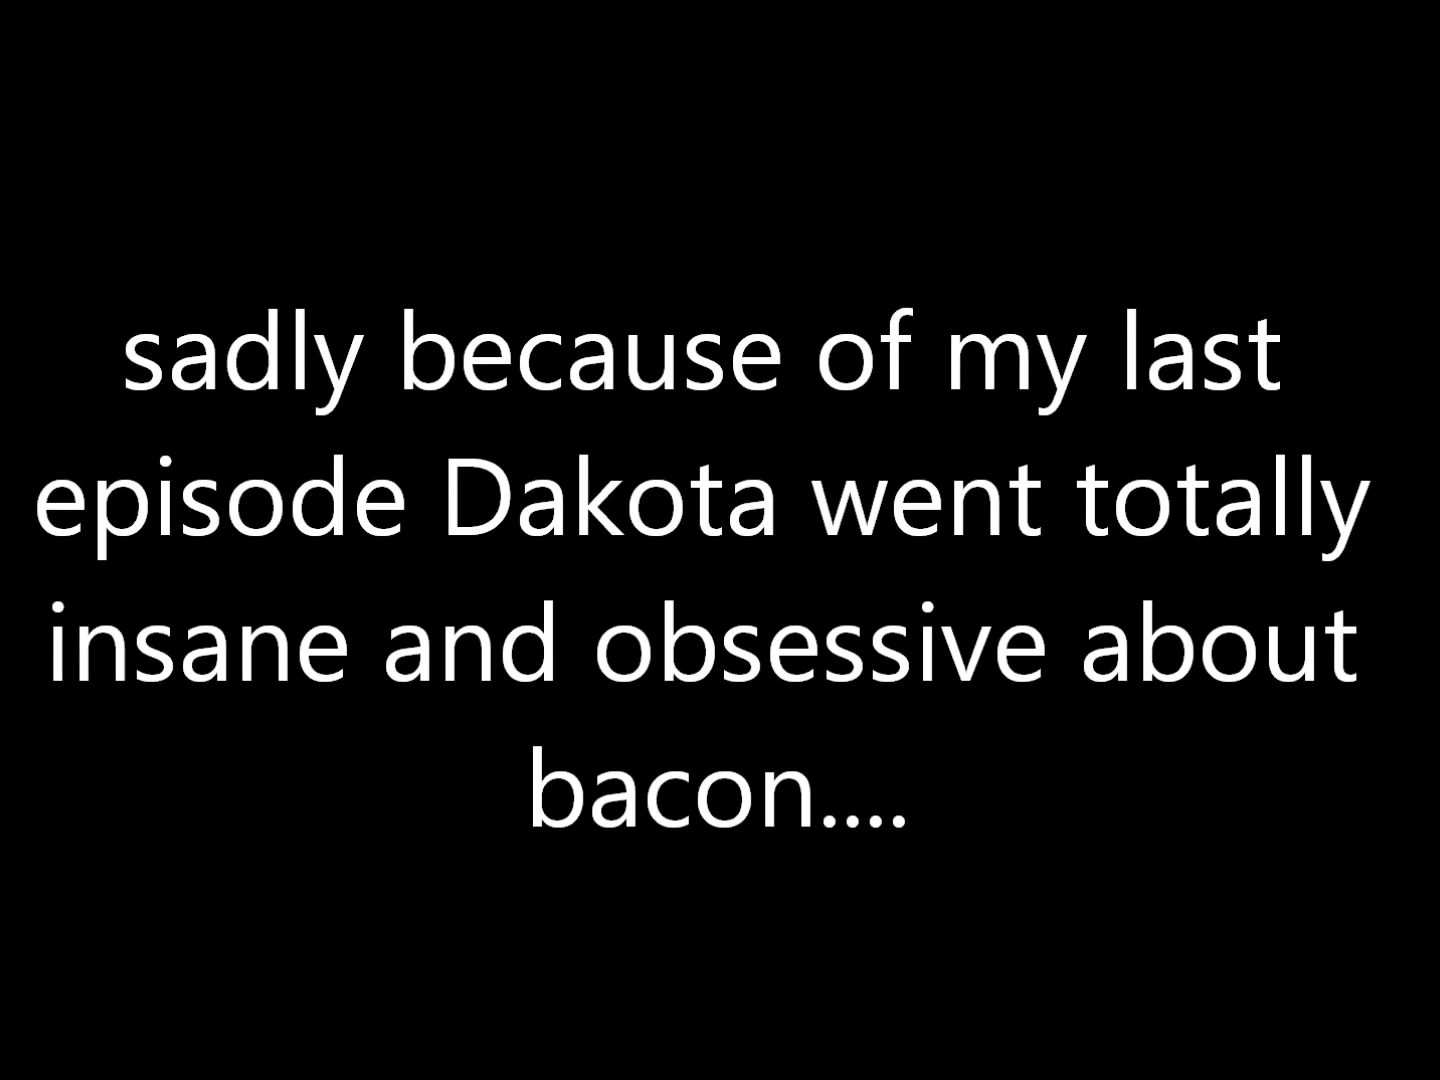 sadly because of my last
episode Dakota went totally
insane and obsessive about
bacon....